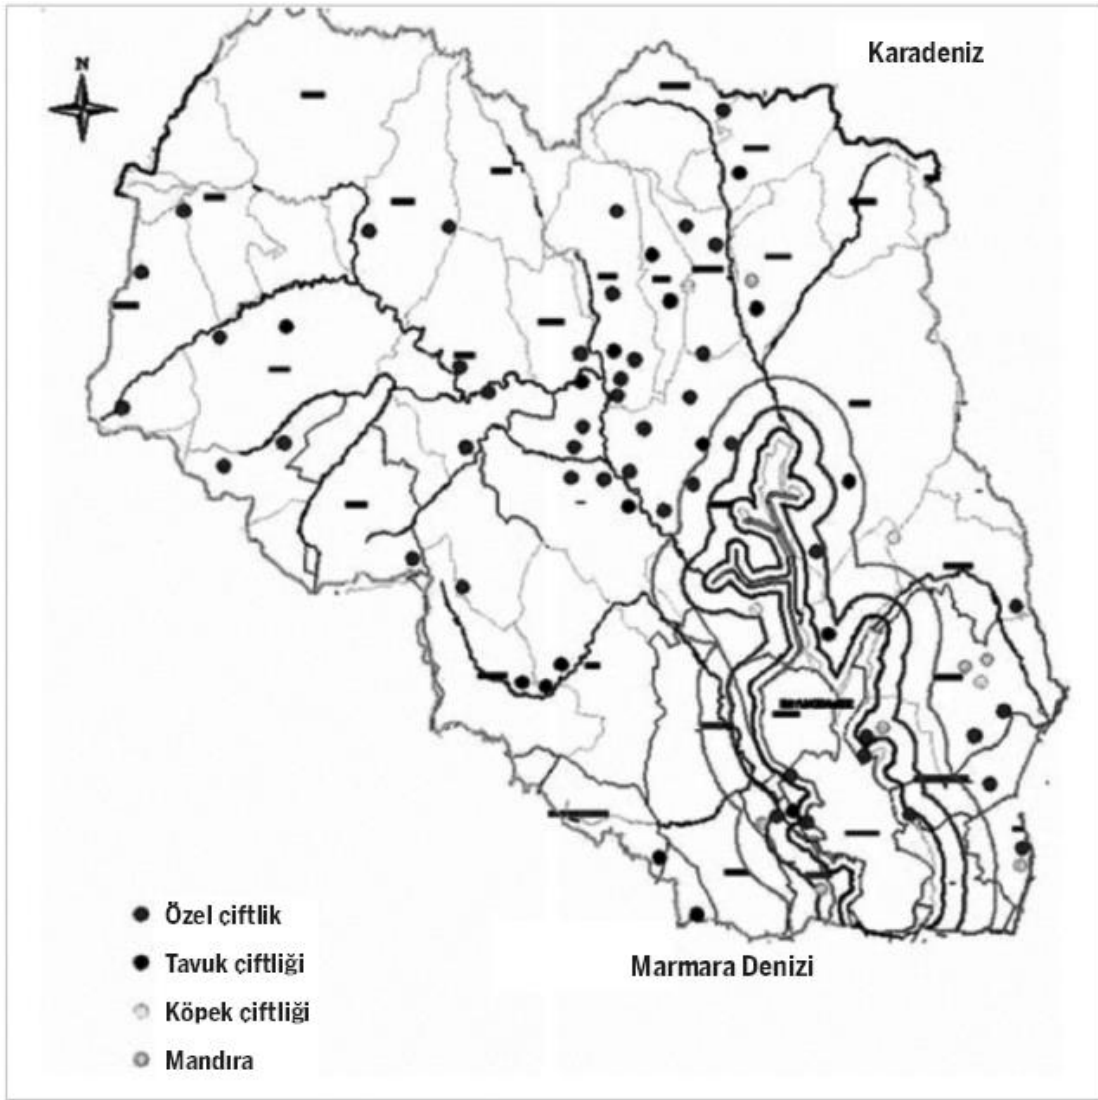 Karadeniz
N
Özel çiftlik
Tavuk çiftliği
Köpek çiftliği
Mandıra
Marmara Denizi